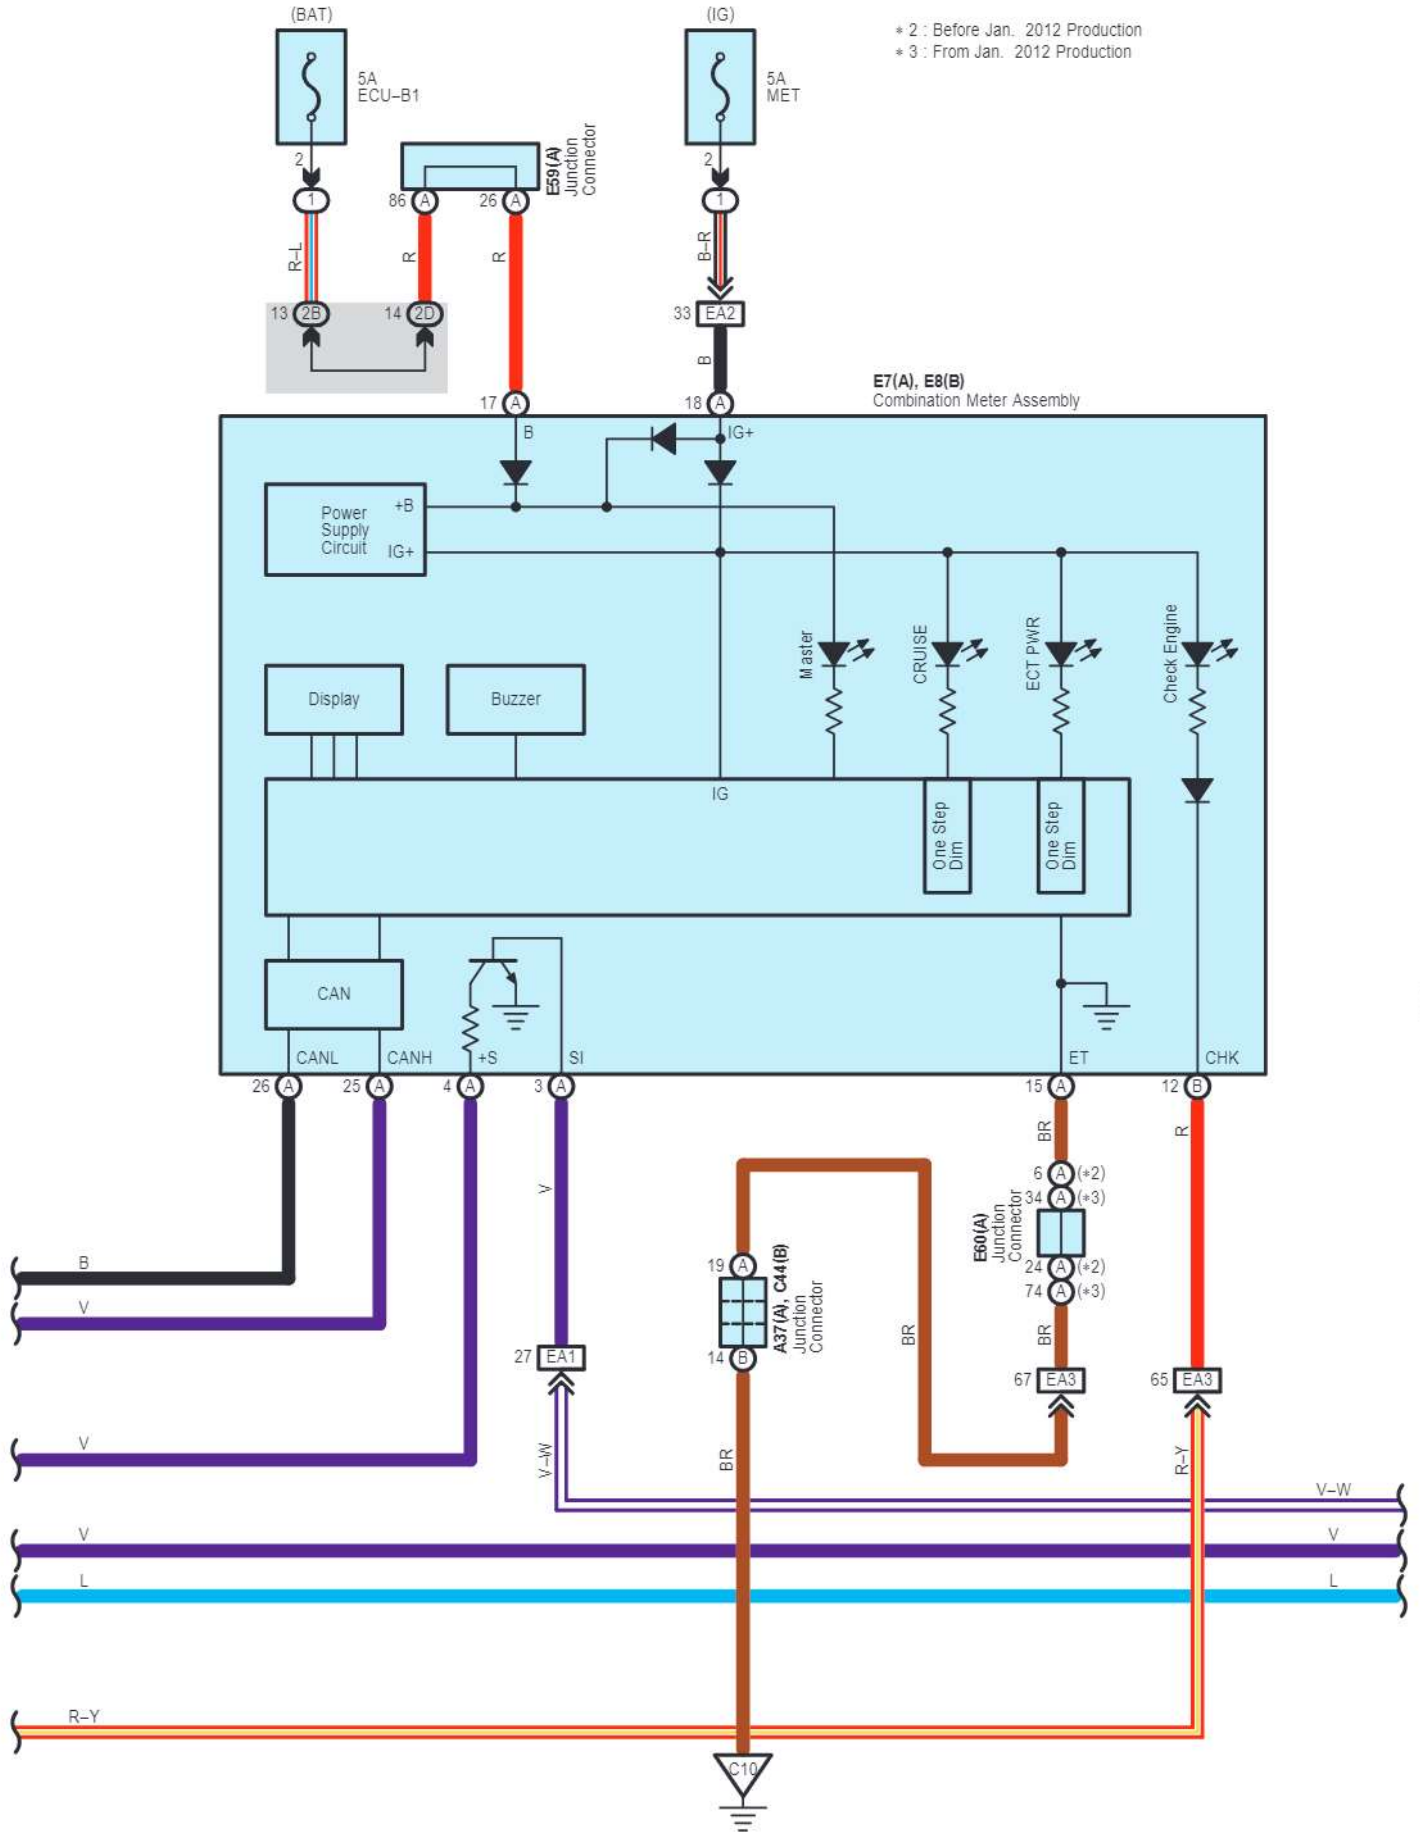 (BAT)
(IG)
* 2 : Before Jan. 2012 Production
* 3 : From Jan. 2012 Production
5A
ECU–B1
5A
MET
2
2
E59(A)
Junction
Connector
1
86
A
26
A
1
R–L
R
R
B–R
13
2B
14
2D
33
EA2
B
E7(A), E8(B)
Combination Meter Assembly
17
A
18
A
B
IG+
Power
Supply
Circuit
+B
IG+
Master
CRUISE
ECT PWR
Check Engine
Display
Buzzer
IG
One Step
Dim
One Step
Dim
CAN
CANL
CANH
+S
SI
ET
CHK
26
A
25
A
4
A
3
A
15
A
12
B
BR
R
V
6
A
(*2)
34
A
(*3)
E60(A)
Junction
Connector
24
A
(*2)
74
A
(*3)
B
V
19
A
A37(A), C44(B)
Junction
Connector
14
B
BR
BR
27
EA1
67
EA3
65
EA3
V
V–W
BR
R–Y
V–W
V
V
L
L
R–Y
C10